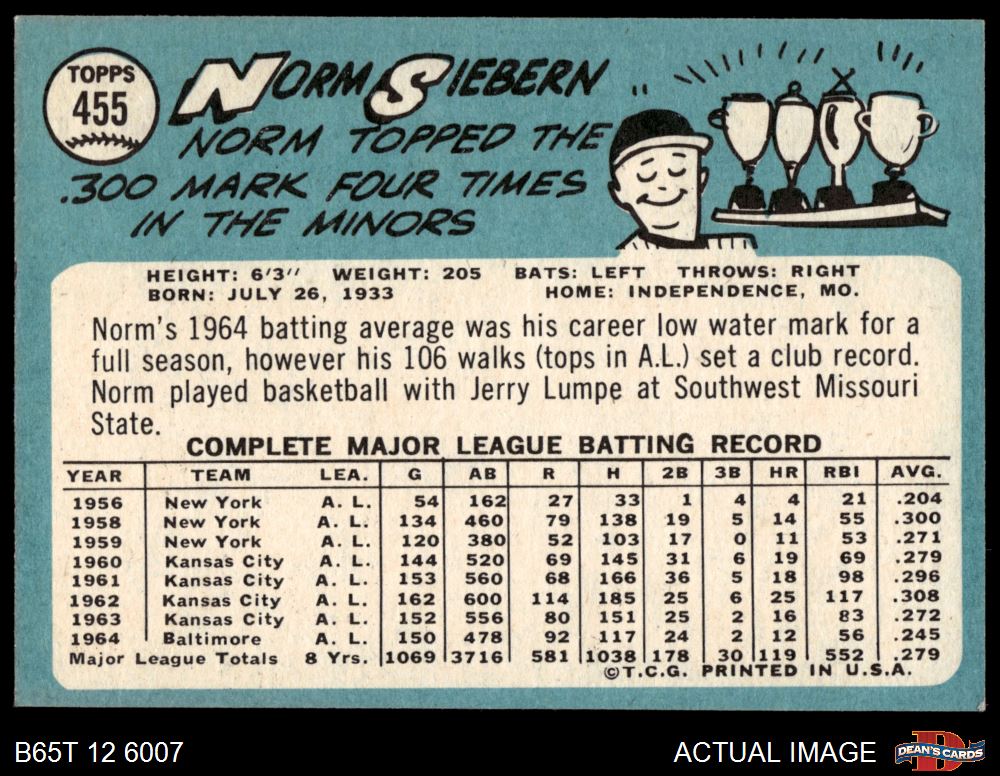 TOPPS
455
NORM SIEBERN
NORM TOPPED THE
.300 MARK FOUR TIMES
IN THE MINORS
HEIGHT: 6'3" WEIGHT: 205 BATS: LEFT THROWS: RIGHT
BORN: JULY 26, 1933 HOME: INDEPENDENCE, MO.
Norm's 1964 batting average was his career low water mark for a
full season, however his 106 walks (tops in A.L.) set a club record.
Norm played basketball with Jerry Lumpe at Southwest Missouri
State.
COMPLETE MAJOR LEAGUE BATTING RECORD
YEAR TEAM LEA. G AB R H 2B 3B HR RBI AVG.
1956 New York A. L. 54 162 27 33 1 4 4 21 .204
1958 New York A. L. 134 460 79 138 19 5 14 55 .300
1959 New York A. L. 120 380 52 103 17 0 11 53 .271
1960 Kansas City A. L. 144 520 69 145 31 6 19 69 .279
1961 Kansas City A. L. 153 560 68 166 36 5 18 98 .296
1962 Kansas City A. L. 162 600 114 185 25 6 25 117 .308
1963 Kansas City A. L. 152 556 80 151 25 2 16 83 .272
1964 Baltimore A. L. 150 478 92 117 24 2 12 56 .245
Major League Totals 8 Yrs. 1069 3716 581 1038 178 30 119 552 .279
©T.C.G. PRINTED IN U.S.A.
B65T 12 6007 ACTUAL IMAGE D DEAN'S CARDS